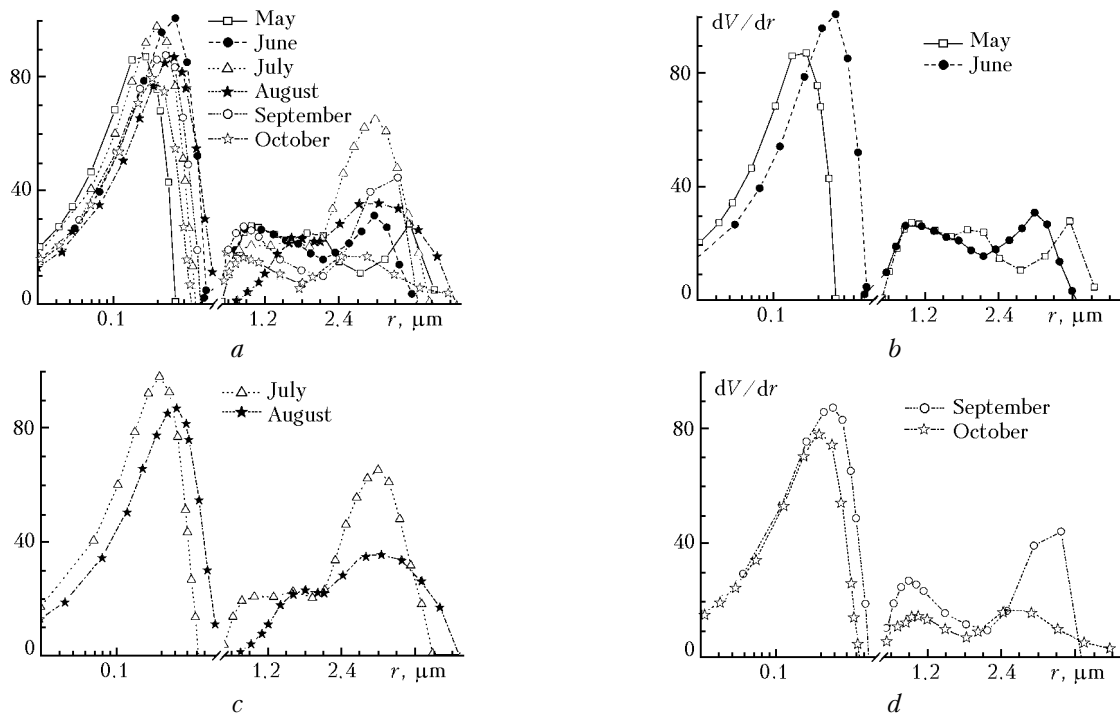 May
June
July
August
September
October
80
40
0
0.1
1.2
2.4
r, µm
a
dV/dr
May
June
80
40
0
0.1
1.2
2.4
r, µm
b
July
August
80
40
0
0.1
1.2
2.4
r, µm
c
dV/dr
September
October
80
40
0
0.1
1.2
2.4
r, µm
d